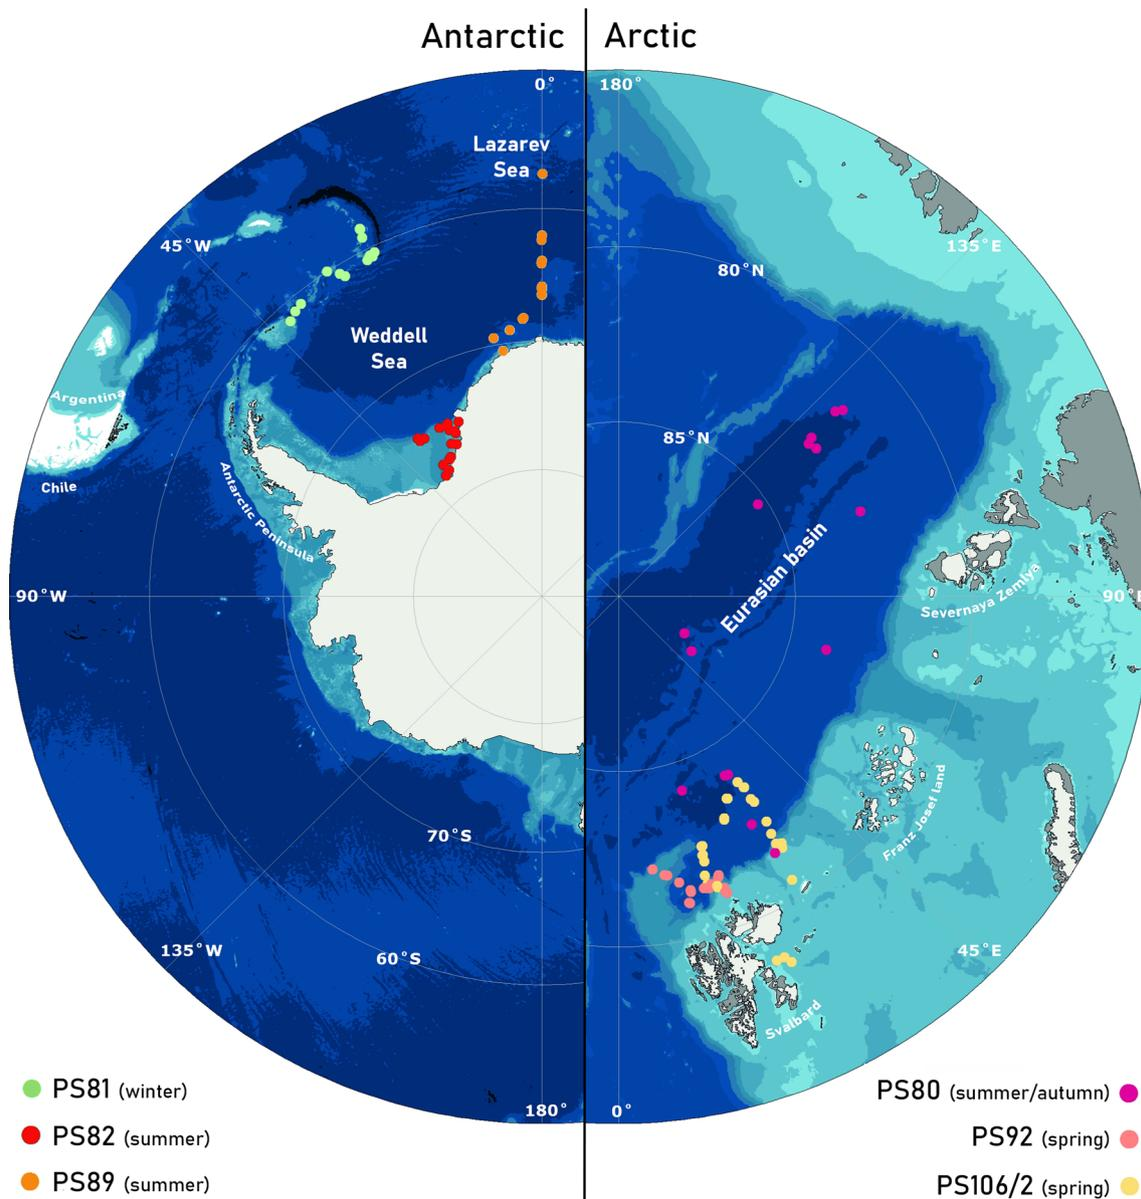 Antarctic
Arctic
0°
180°
Lazarev
Sea
45°W
135°E
80°N
Weddell
Sea
85°N
Argentina
Chile
Antarctic Peninsula
Eurasian basin
90°W
90°E
Severnaya Zemlya
Franz Josef land
70°S
135°W
60°S
45°E
Svalbard
180°
0°
PS81 (winter)
PS82 (summer)
PS89 (summer)
PS80 (summer/autumn)
PS92 (spring)
PS106/2 (spring)